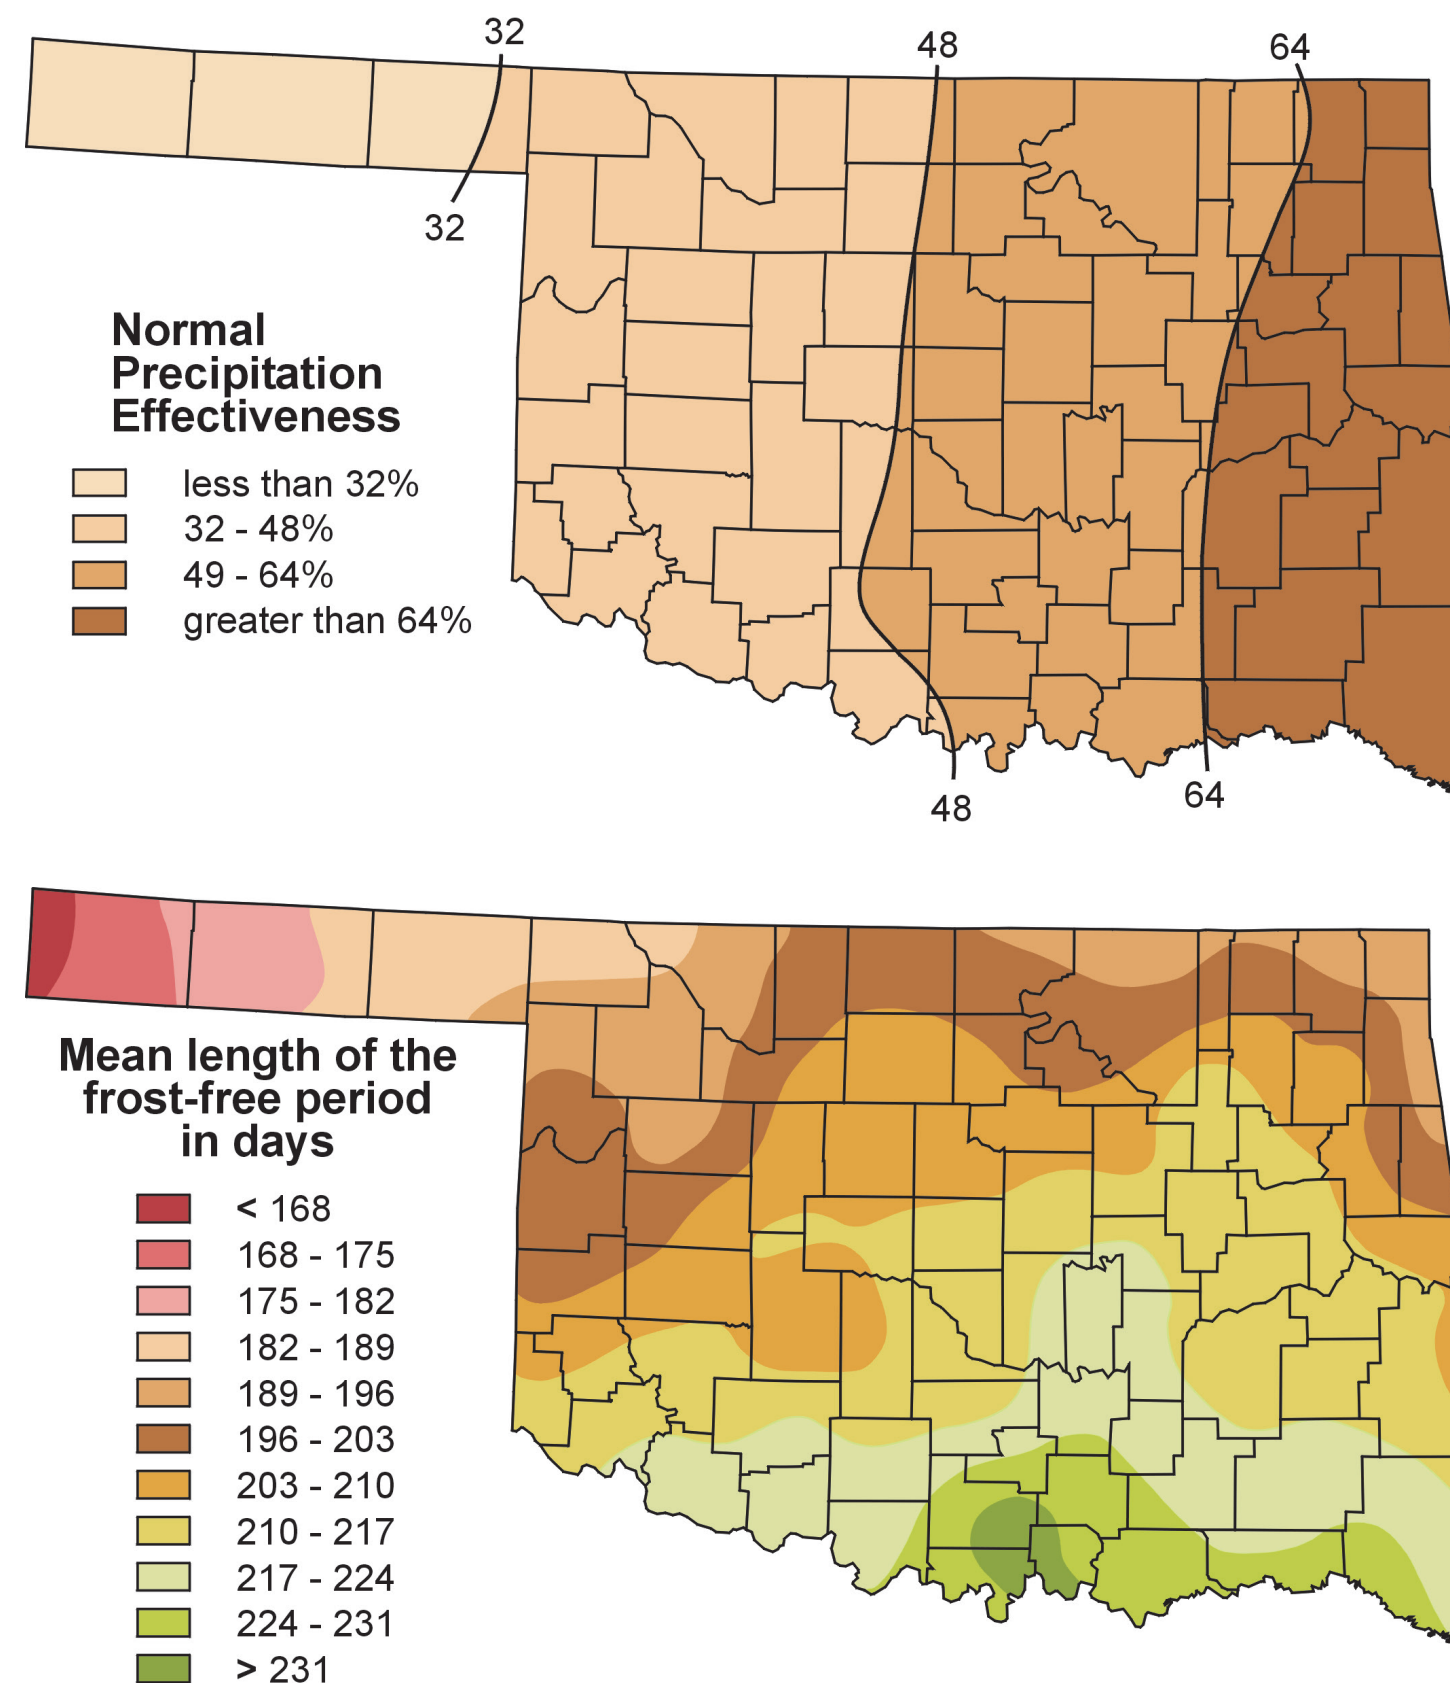 32
48
64
32
Normal
Precipitation
Effectiveness
less than 32%
32 - 48%
49 - 64%
greater than 64%
48
64
Mean length of the
frost-free period
in days
< 168
168 - 175
175 - 182
182 - 189
189 - 196
196 - 203
203 - 210
210 - 217
217 - 224
224 - 231
> 231